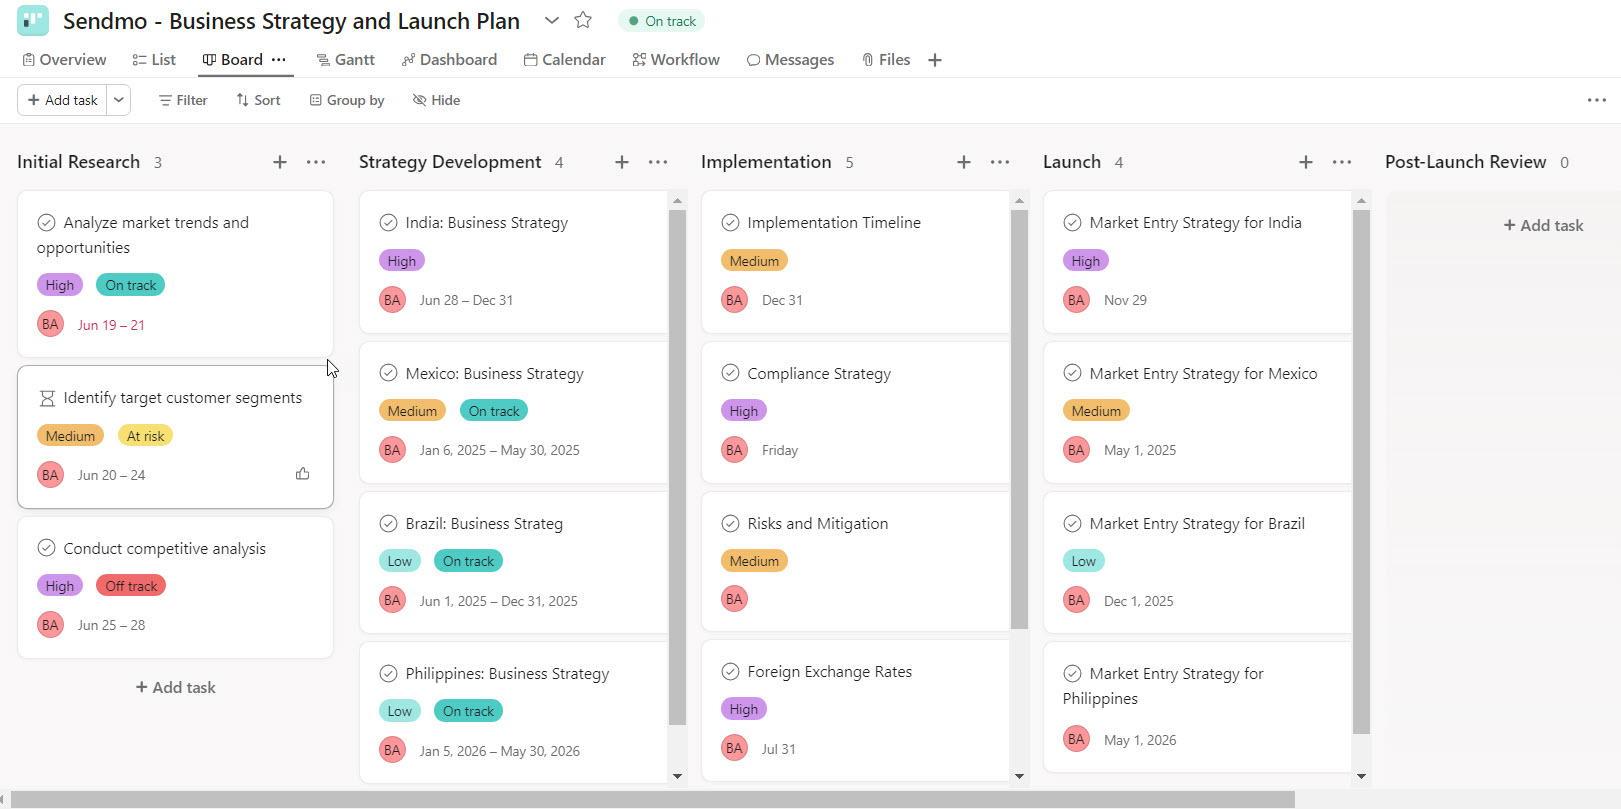 Sendmo - Business Strategy and Launch Plan
On track
Overview
List
Board
Gantt
Dashboard
Calendar
Workflow
Messages
Files
Add task
Filter
Sort
Group by
Hide
Initial Research 3
Analyze market trends and
opportunities
High On track
BA Jun 19 – 21
Identify target customer segments
Medium At risk
BA Jun 20 – 24
Conduct competitive analysis
High Off track
BA Jun 25 – 28
+ Add task
Strategy Development 4
India: Business Strategy
High
BA Jun 28 – Dec 31
Mexico: Business Strategy
Medium On track
BA Jan 6, 2025 – May 30, 2025
Brazil: Business Strateg
Low On track
BA Jun 1, 2025 – Dec 31, 2025
Philippines: Business Strategy
Low On track
BA Jan 5, 2026 – May 30, 2026
Implementation 5
Implementation Timeline
Medium
BA Dec 31
Compliance Strategy
High
BA Friday
Risks and Mitigation
Medium
BA
Foreign Exchange Rates
High
BA Jul 31
Launch 4
Market Entry Strategy for India
High
BA Nov 29
Market Entry Strategy for Mexico
Medium
BA May 1, 2025
Market Entry Strategy for Brazil
Low
BA Dec 1, 2025
Market Entry Strategy for
Philippines
BA May 1, 2026
Post-Launch Review 0
+ Add task